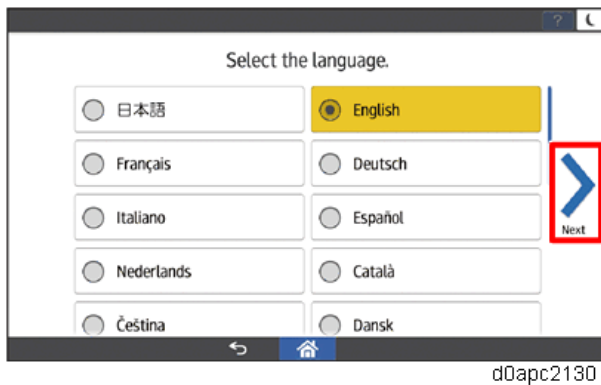 ?
Select the language.
日本語
English
Français
Deutsch
Italiano
Español
Next
Nederlands
Català
Čeština
Dansk
d0apc2130